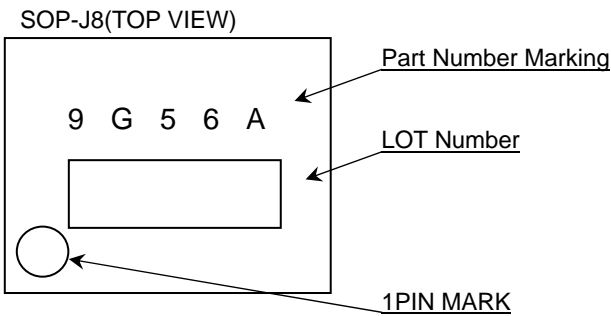 SOP-J8(TOP VIEW)
Part Number Marking
9 G 5 6 A
LOT Number
1PIN MARK